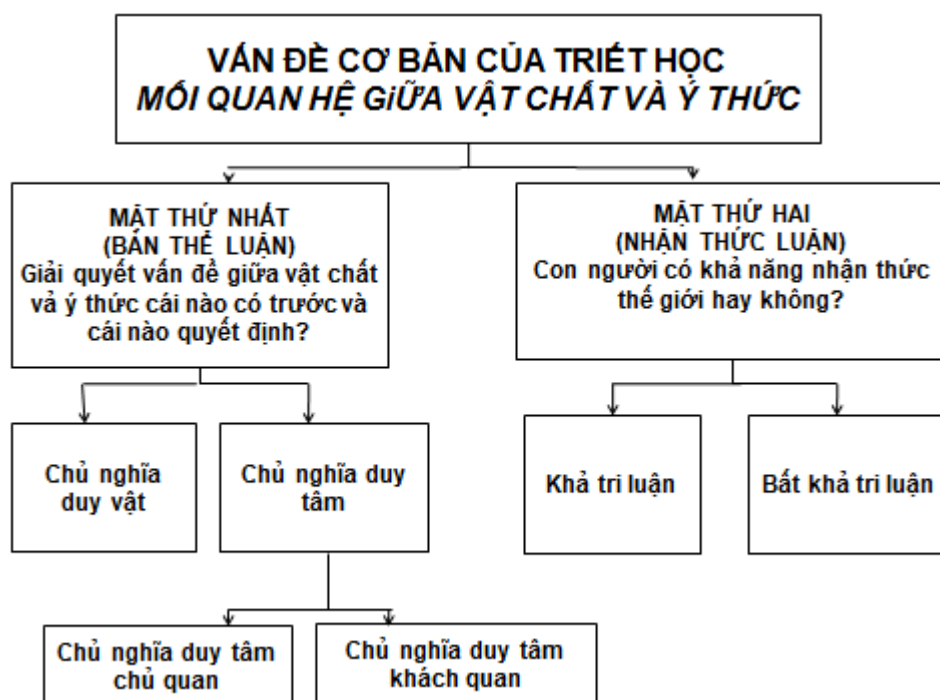 VẤN ĐỀ CƠ BẢN CỦA TRIẾT HỌC
MỐI QUAN HỆ GiỮA VẬT CHẤT VÀ Ý THỨC
MẶT THỨ NHẤT
(BẢN THỂ LUẬN)
Giải quyết vấn đề giữa vật chất
vả ý thức cái nào có trước và
cái nào quyết định?
MẶT THỨ HAI
(NHẬN THỨC LUẬN)
Con người có khả năng nhận thức
thế giới hay không?
Chủ nghĩa
duy vật
Chủ nghĩa duy
tâm
Khả tri luận
Bất khả tri luận
Chủ nghĩa duy tâm
chủ quan
Chủ nghĩa duy tâm
khách quan